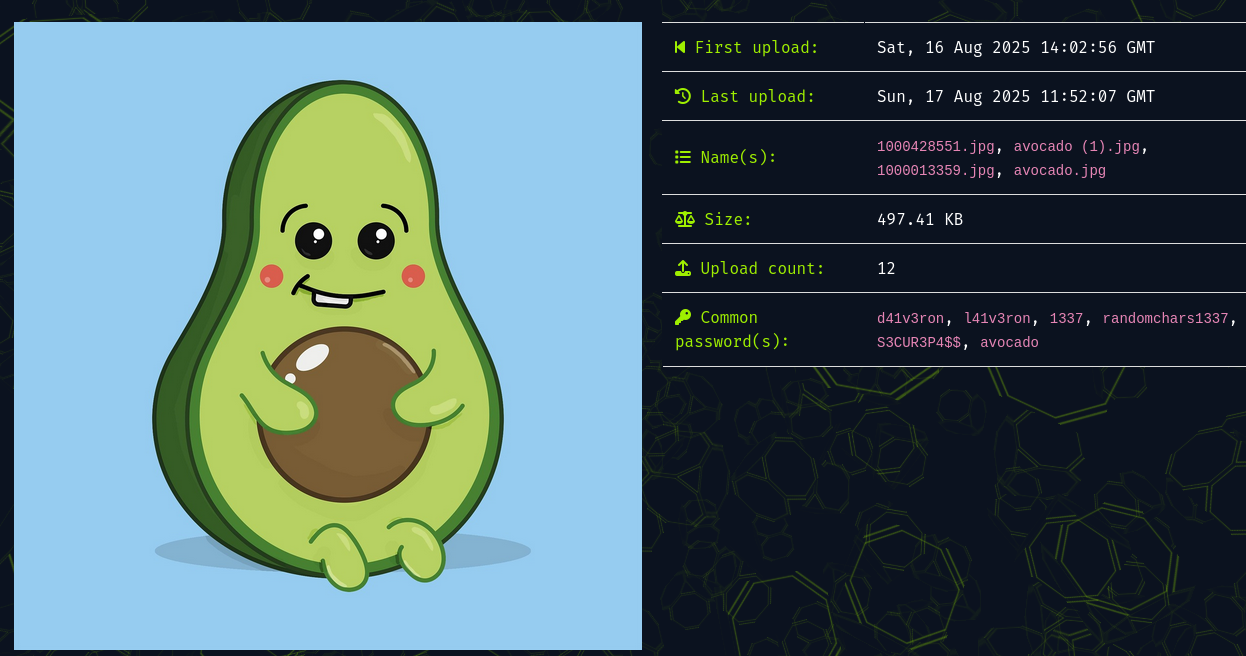 First upload: Sat, 16 Aug 2025 14:02:56 GMT
Last upload: Sun, 17 Aug 2025 11:52:07 GMT
Name(s): 1000428551.jpg, avocado (1).jpg,
1000013359.jpg, avocado.jpg
Size: 497.41 KB
Upload count: 12
Common
password(s): d41v3ron, l41v3ron, 1337, randomchars1337,
S3CUR3P4$$, avocado